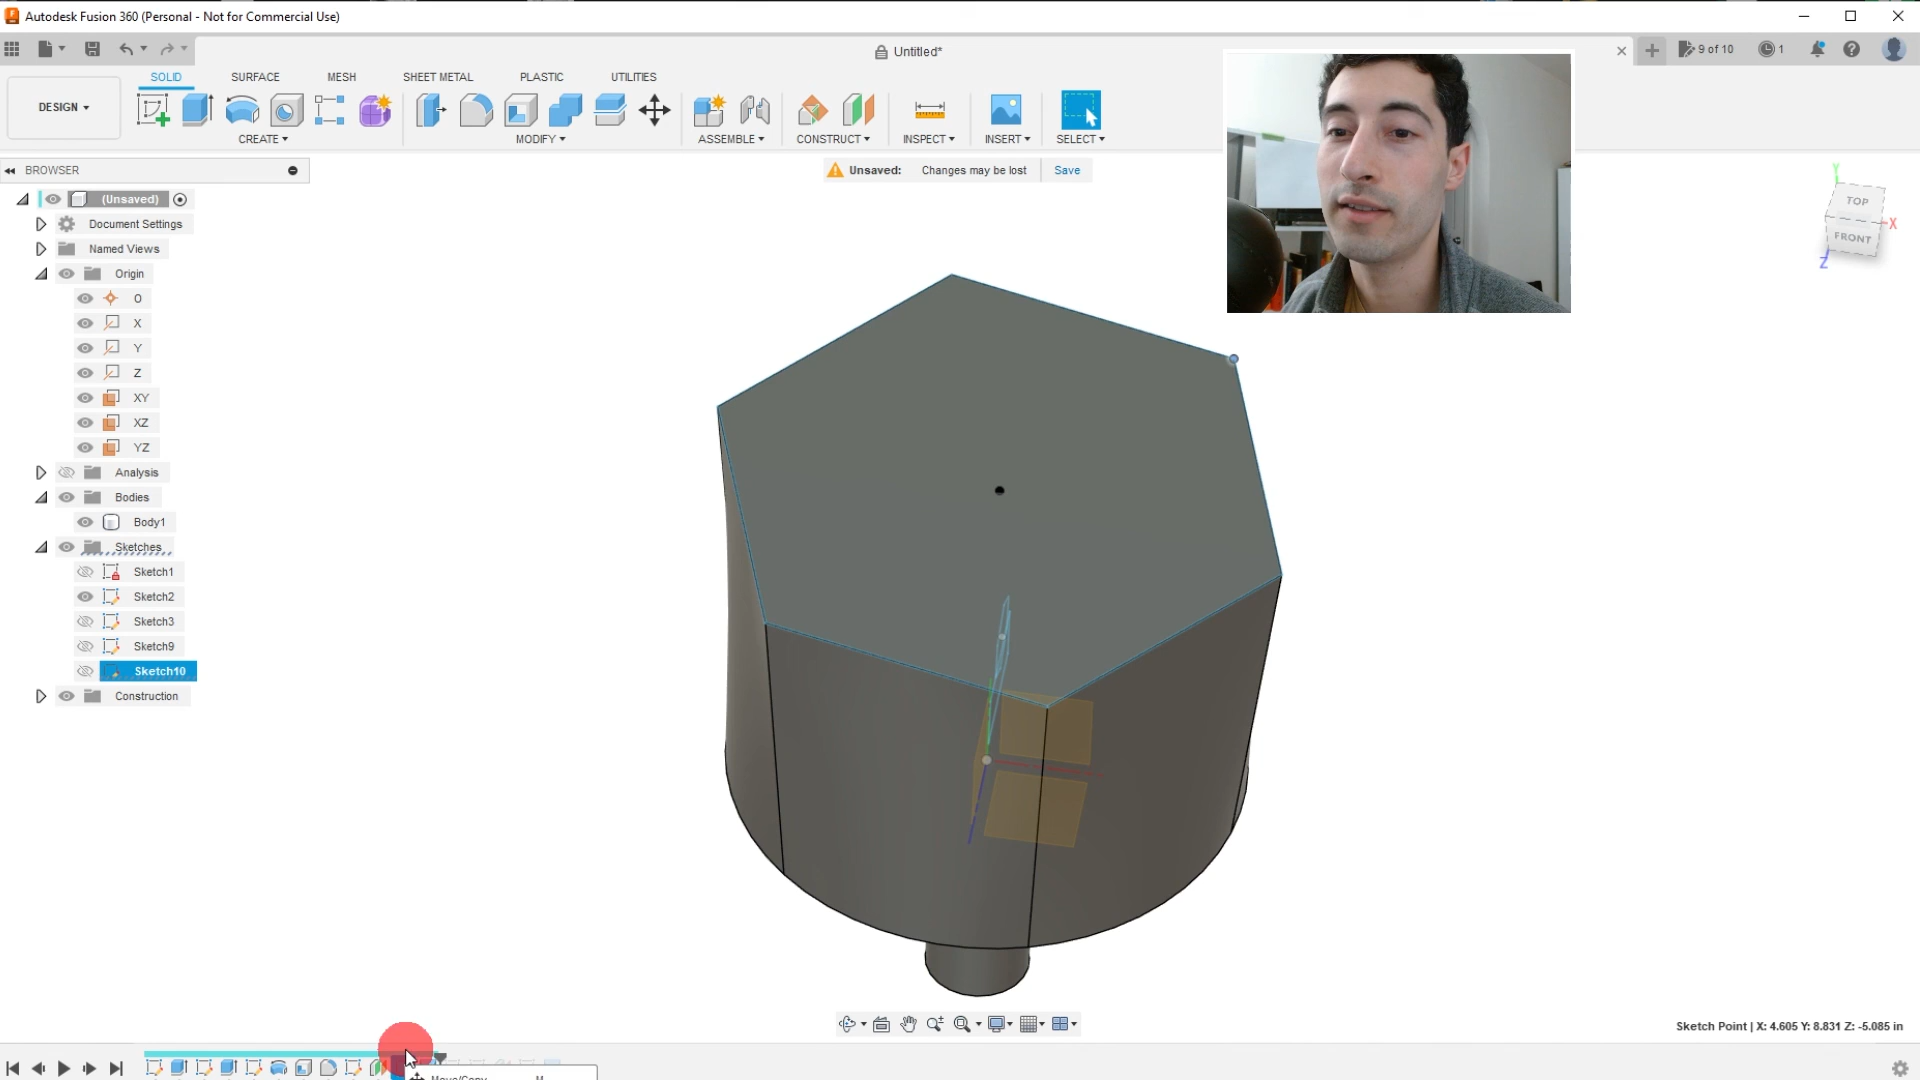 Autodesk Fusion 360 (Personal - Not for Commercial Use)
Untitled*
9 of 10
1
DESIGN
SOLID
SURFACE
MESH
SHEET METAL
PLASTIC
UTILITIES
CREATE
MODIFY
ASSEMBLE
CONSTRUCT
INSPECT
INSERT
SELECT
BROWSER
Unsaved: Changes may be lost
Save
(Unsaved)
Document Settings
Named Views
Origin
O
X
Y
Z
XY
XZ
YZ
Analysis
Bodies
Body1
Sketches
Sketch1
Sketch2
Sketch3
Sketch9
Sketch10
Construction
Y
TOP
X
FRONT
Z
Sketch Point | X: 4.605 Y: 8.831 Z: -5.085 in
Move/Copy M